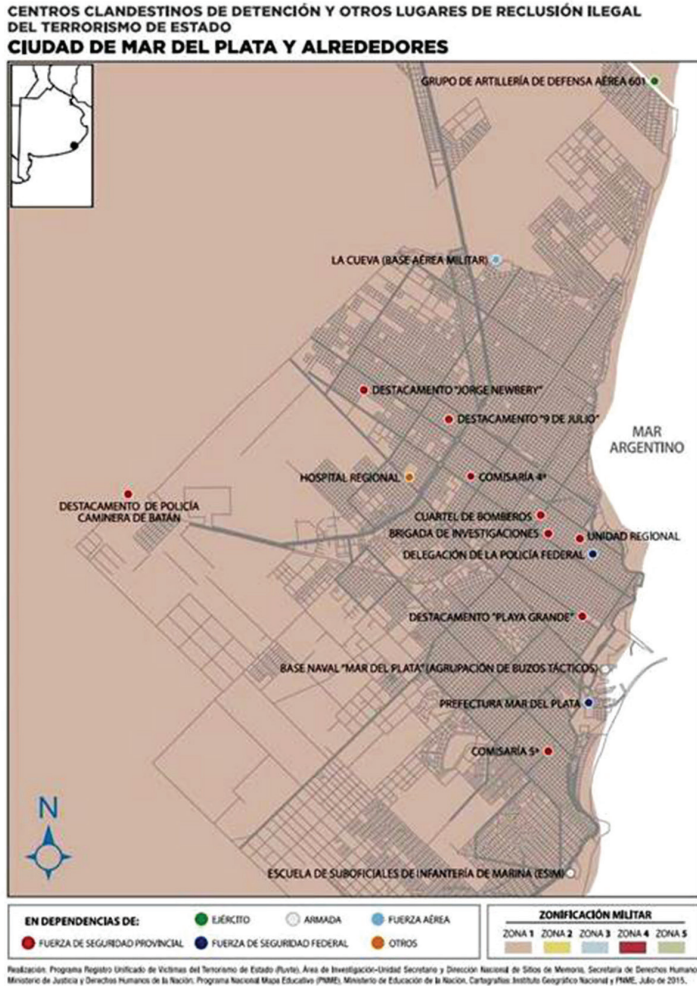 CENTROS CLANDESTINOS DE DETENCIÓN Y OTROS LUGARES DE RECLUSIÓN ILEGAL
DEL TERRORISMO DE ESTADO
CIUDAD DE MAR DEL PLATA Y ALREDEDORES
GRUPO DE ARTILLERÍA DE DEFENSA AÉREA 601
LA CUEVA (BASE AÉREA MILITAR)
DESTACAMENTO "JORGE NEWBERY"
DESTACAMENTO "9 DE JULIO"
MAR
ARGENTINO
HOSPITAL REGIONAL
COMISARÍA 4ª
DESTACAMENTO DE POLICÍA
CAMINERA DE BATÁN
CUARTEL DE BOMBEROS
BRIGADA DE INVESTIGACIONES
UNIDAD REGIONAL
DELEGACIÓN DE LA POLICÍA FEDERAL
DESTACAMENTO "PLAYA GRANDE"
BASE NAVAL "MAR DEL PLATA" (AGRUPACIÓN DE BUZOS TÁCTICOS)
PREFECTURA MAR DEL PLATA
COMISARÍA 5ª
N
ESCUELA DE SUBOFICIALES DE INFANTERÍA DE MARINA (ESIM)
EN DEPENDENCIAS DE:
EJÉRCITO
ARMADA
FUERZA AÉREA
FUERZA DE SEGURIDAD PROVINCIAL
FUERZA DE SEGURIDAD FEDERAL
OTROS
ZONIFICACIÓN MILITAR
ZONA 1 ZONA 2 ZONA 3 ZONA 4 ZONA 5
Realización: Programa Registro Unificado de Víctimas del Terrorismo de Estado (Ruvte), Área de Investigación-Unidad Secretario y Dirección Nacional de Sitios de Memoria, Secretaría de Derechos Humano
Ministerio de Justicia y Derechos Humanos de la Nación. Programa Nacional Mapa Educativo (PNME), Ministerio de Educación de la Nación. Cartografías: Instituto Geográfico Nacional y PNME, Julio de 2015.